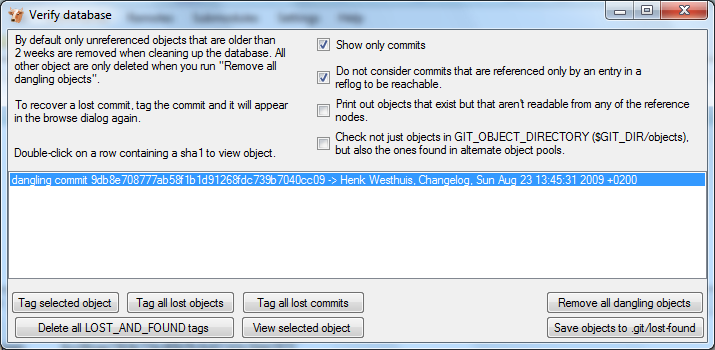 Verify database
By default only unreferenced objects that are older than
2 weeks are removed when cleaning up the database. All
other object are only deleted when you run "Remove all
dangling objects".
To recover a lost commit, tag the commit and it will appear
in the browse dialog again.
Double-click on a row containing a sha1 to view object.
Show only commits
Do not consider commits that are referenced only by an entry in a
reflog to be reachable.
Print out objects that exist but that aren't readable from any of the reference
nodes.
Check not just objects in GIT_OBJECT_DIRECTORY ($GIT_DIR/objects),
but also the ones found in alternate object pools.
dangling commit 9db8e708777ab58f1b1d91268fdc739b7040cc09 -> Henk Westhuis, Changelog, Sun Aug 23 13:45:31 2009 +0200
Tag selected object
Tag all lost objects
Tag all lost commits
Remove all dangling objects
Delete all LOST_AND_FOUND tags
View selected object
Save objects to .git/lost-found